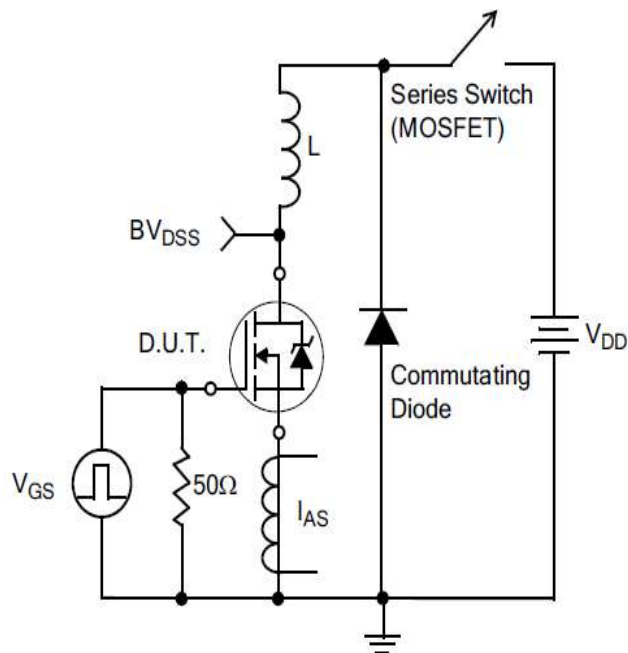 Series Switch
(MOSFET)
L
BVDSS
D.U.T.
VDD
Commutating
Diode
VGS
50Ω
IAS